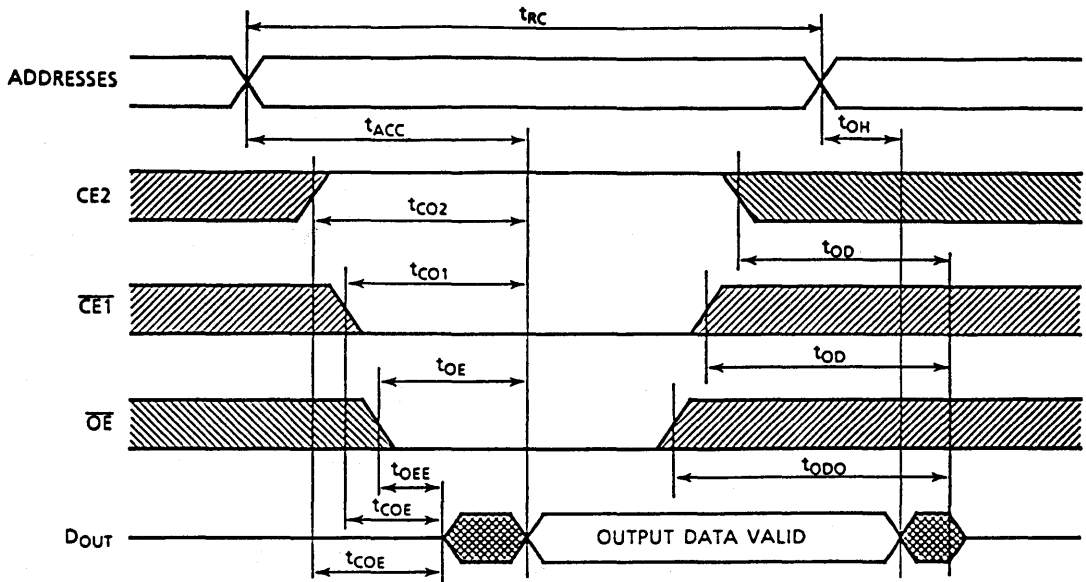 tRC
ADDRESSES
tACC
tOH
CE2
tCO2
tOD
CE1
tCO1
tOD
OE
tOE
tODO
tOEE
tCOE
DOUT
OUTPUT DATA VALID
tCOE